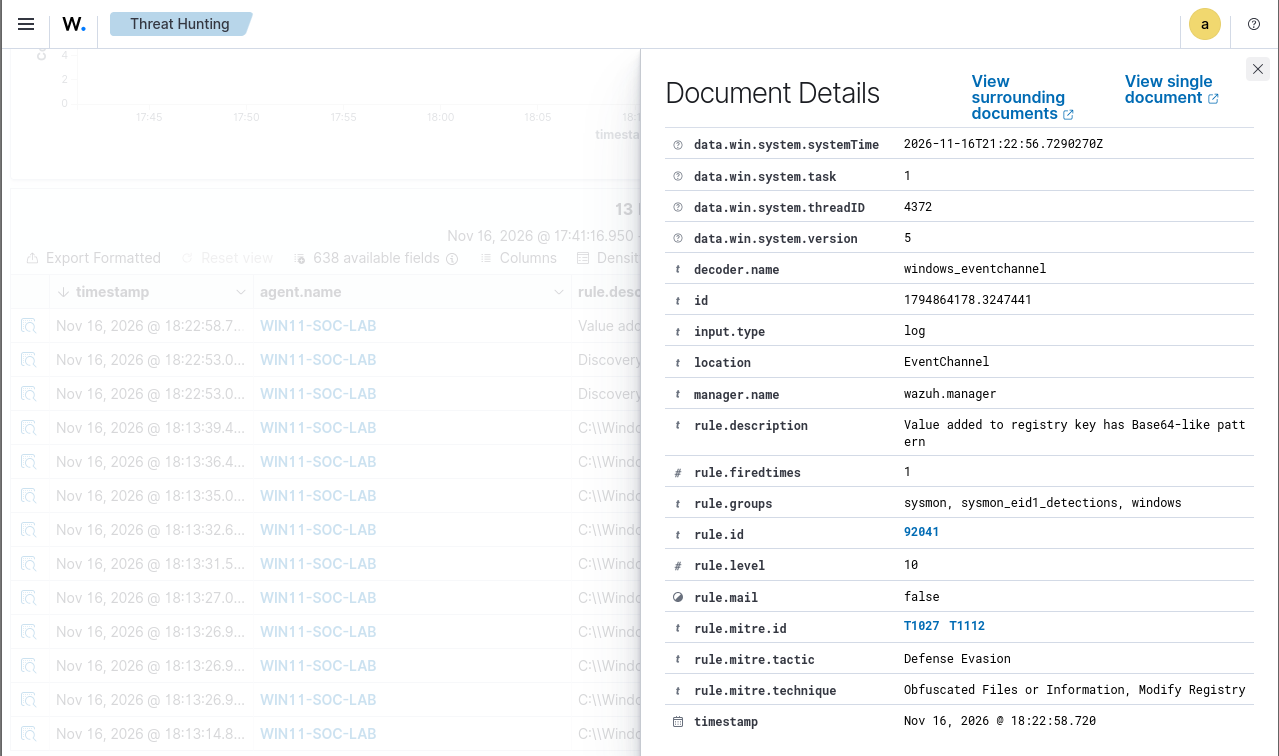 W.
Threat Hunting
a
4
2
0
17:45
17:50
17:55
18:00
18:05
13
Nov 16, 2026 @ 17:41:16.950 -
Export Formatted
Reset view
638 available fields
Columns
timestamp
agent.name
Nov 16, 2026 @ 18:22:58.7...
WIN11-SOC-LAB
Value
Nov 16, 2026 @ 18:22:53.0...
WIN11-SOC-LAB
Discovery
Nov 16, 2026 @ 18:22:53.0...
WIN11-SOC-LAB
Discovery
Nov 16, 2026 @ 18:13:39.4...
WIN11-SOC-LAB
Nov 16, 2026 @ 18:13:36.4...
WIN11-SOC-LAB
Nov 16, 2026 @ 18:13:35.0...
WIN11-SOC-LAB
Nov 16, 2026 @ 18:13:32.6...
WIN11-SOC-LAB
Nov 16, 2026 @ 18:13:31.5...
WIN11-SOC-LAB
Nov 16, 2026 @ 18:13:27.0...
WIN11-SOC-LAB
Nov 16, 2026 @ 18:13:26.9...
WIN11-SOC-LAB
Nov 16, 2026 @ 18:13:26.9...
WIN11-SOC-LAB
Nov 16, 2026 @ 18:13:26.9...
WIN11-SOC-LAB
Nov 16, 2026 @ 18:13:14.8...
WIN11-SOC-LAB
Document Details
View surrounding documents
View single document
data.win.system.systemTime 2026-11-16T21:22:56.7290270Z
data.win.system.task 1
data.win.system.threadID 4372
data.win.system.version 5
t decoder.name windows_eventchannel
t id 1794864178.3247441
t input.type log
t location EventChannel
t manager.name wazuh.manager
t rule.description Value added to registry key has Base64-like patt
ern
# rule.firedtimes 1
t rule.groups sysmon, sysmon_eid1_detections, windows
t rule.id 92041
# rule.level 10
rule.mail false
t rule.mitre.id T1027 T1112
t rule.mitre.tactic Defense Evasion
t rule.mitre.technique Obfuscated Files or Information, Modify Registry
timestamp Nov 16, 2026 @ 18:22:58.720